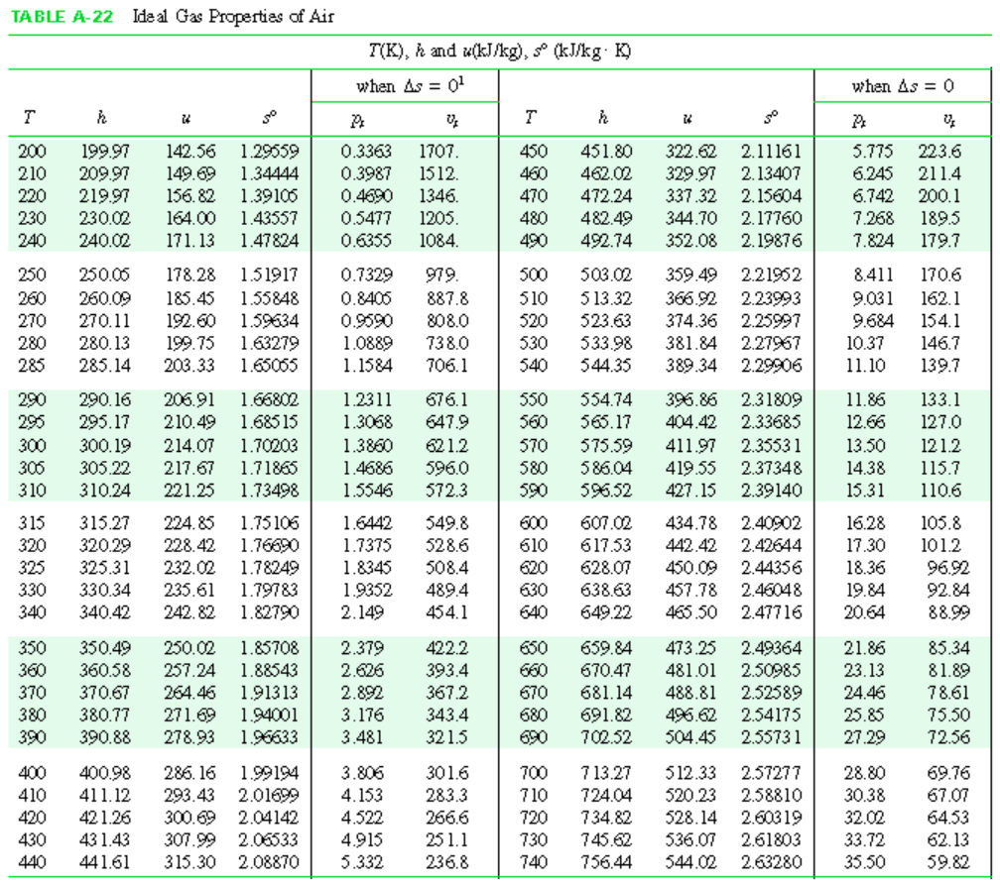 TABLE A-22 Ideal Gas Properties of Air
T(K), h and u(kJ/kg), s° (kJ/kg · K)
when Δs = 0¹ when Δs = 0
T h u s° pᵣ vᵣ T h u s° pᵣ vᵣ
200 199.97 142.56 1.29559 0.3363 1707. 450 451.80 322.62 2.11161 5.775 223.6
210 209.97 149.69 1.34444 0.3987 1512. 460 462.02 329.97 2.13407 6.245 211.4
220 219.97 156.82 1.39105 0.4690 1346. 470 472.24 337.32 2.15604 6.742 200.1
230 230.02 164.00 1.43557 0.5477 1205. 480 482.49 344.70 2.17760 7.268 189.5
240 240.02 171.13 1.47824 0.6355 1084. 490 492.74 352.08 2.19876 7.824 179.7
250 250.05 178.28 1.51917 0.7329 979. 500 503.02 359.49 2.21952 8.411 170.6
260 260.09 185.45 1.55848 0.8405 887.8 510 513.32 366.92 2.23993 9.031 162.1
270 270.11 192.60 1.59634 0.9590 808.0 520 523.63 374.36 2.25997 9.684 154.1
280 280.13 199.75 1.63279 1.0889 738.0 530 533.98 381.84 2.27967 10.37 146.7
285 285.14 203.33 1.65055 1.1584 706.1 540 544.35 389.34 2.29906 11.10 139.7
290 290.16 206.91 1.66802 1.2311 676.1 550 554.74 396.86 2.31809 11.86 133.1
295 295.17 210.49 1.68515 1.3068 647.9 560 565.17 404.42 2.33685 12.66 127.0
300 300.19 214.07 1.70203 1.3860 621.2 570 575.59 411.97 2.35531 13.50 121.2
305 305.22 217.67 1.71865 1.4686 596.0 580 586.04 419.55 2.37348 14.38 115.7
310 310.24 221.25 1.73498 1.5546 572.3 590 596.52 427.15 2.39140 15.31 110.6
315 315.27 224.85 1.75106 1.6442 549.8 600 607.02 434.78 2.40902 16.28 105.8
320 320.29 228.42 1.76690 1.7375 528.6 610 617.53 442.42 2.42644 17.30 101.2
325 325.31 232.02 1.78249 1.8345 508.4 620 628.07 450.09 2.44356 18.36 96.92
330 330.34 235.61 1.79783 1.9352 489.4 630 638.63 457.78 2.46048 19.84 92.84
340 340.42 242.82 1.82790 2.149 454.1 640 649.22 465.50 2.47716 20.64 88.99
350 350.49 250.02 1.85708 2.379 422.2 650 659.84 473.25 2.49364 21.86 85.34
360 360.58 257.24 1.88543 2.626 393.4 660 670.47 481.01 2.50985 23.13 81.89
370 370.67 264.46 1.91313 2.892 367.2 670 681.14 488.81 2.52589 24.46 78.61
380 380.77 271.69 1.94001 3.176 343.4 680 691.82 496.62 2.54175 25.85 75.50
390 390.88 278.93 1.96633 3.481 321.5 690 702.52 504.45 2.55731 27.29 72.56
400 400.98 286.16 1.99194 3.806 301.6 700 713.27 512.33 2.57277 28.80 69.76
410 411.12 293.43 2.01699 4.153 283.3 710 724.04 520.23 2.58810 30.38 67.07
420 421.26 300.69 2.04142 4.522 266.6 720 734.82 528.14 2.60319 32.02 64.53
430 431.43 307.99 2.06533 4.915 251.1 730 745.62 536.07 2.61803 33.72 62.13
440 441.61 315.30 2.08870 5.332 236.8 740 756.44 544.02 2.63280 35.50 59.82